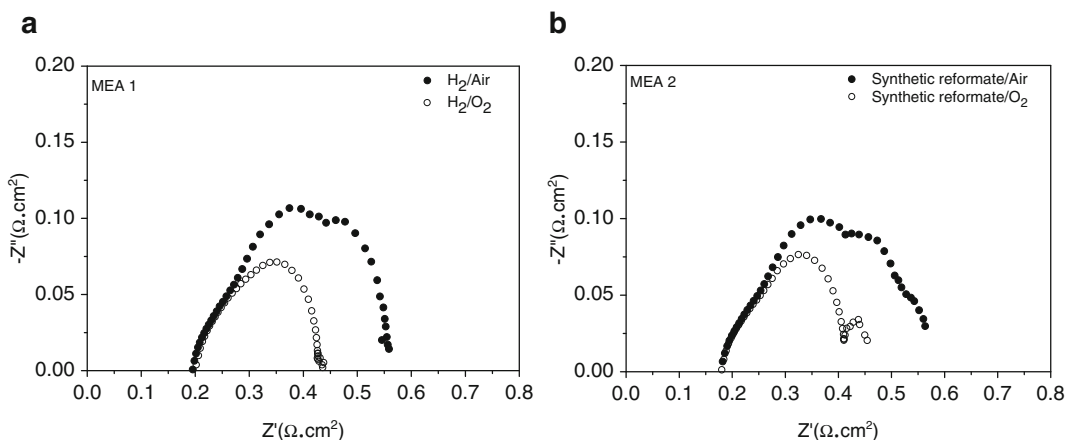 a
MEA 1
H2/Air
H2/O2
0.20
0.15
0.10
0.05
0.00
-Z"(Ω.cm²)
0.0 0.1 0.2 0.3 0.4 0.5 0.6 0.7 0.8
Z'(Ω.cm²)
b
MEA 2
Synthetic reformate/Air
Synthetic reformate/O2
0.20
0.15
0.10
0.05
0.00
-Z"(Ω.cm²)
0.0 0.1 0.2 0.3 0.4 0.5 0.6 0.7 0.8
Z'(Ω.cm²)